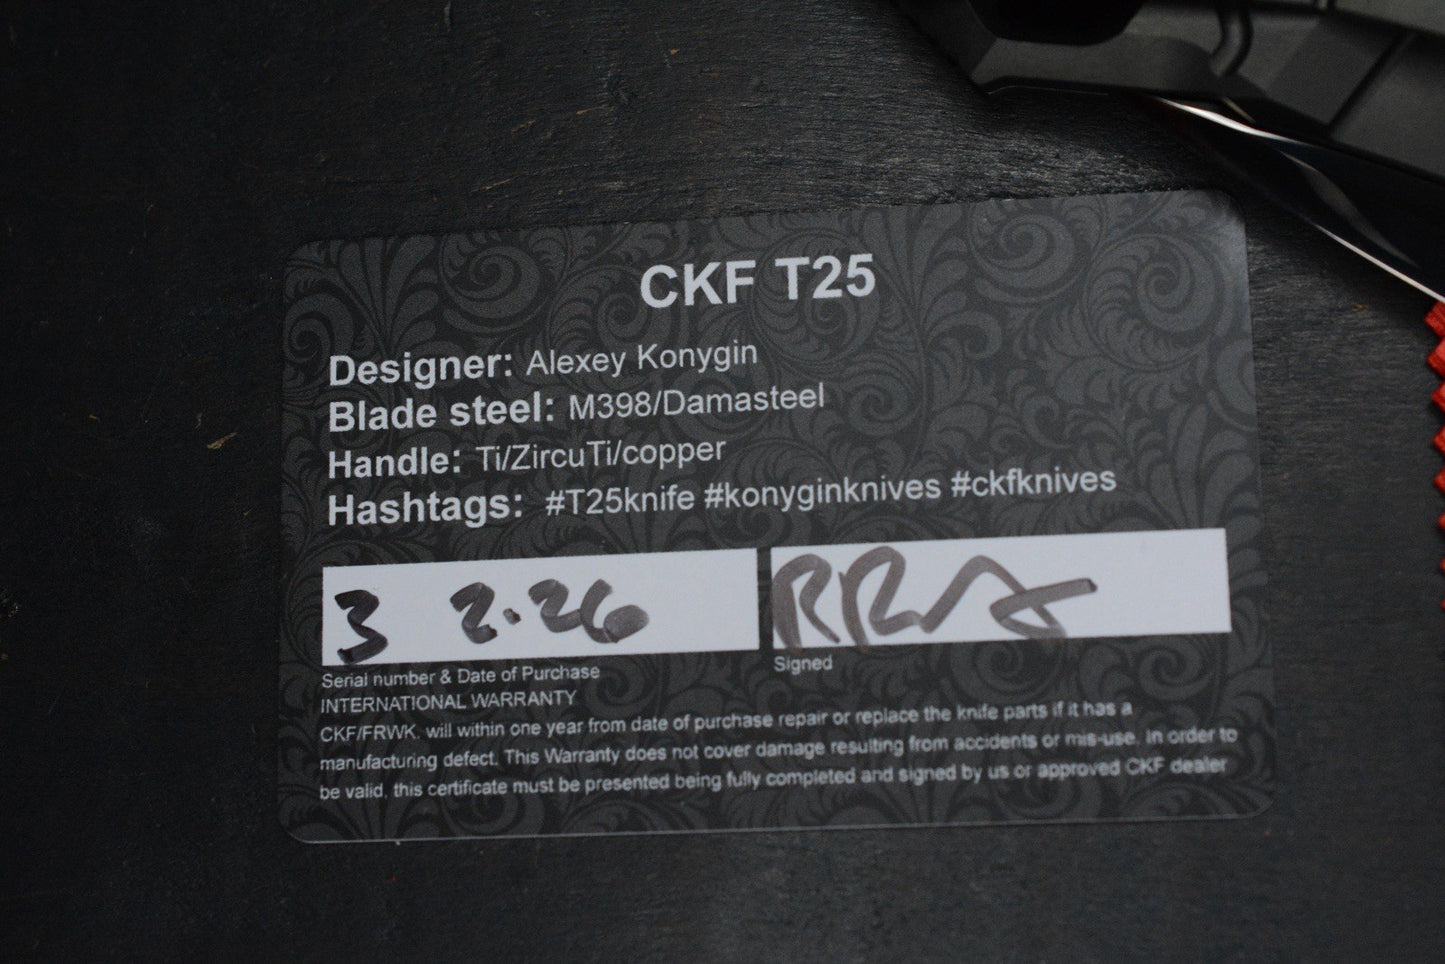 CKF T25
Designer: Alexey Konygin
Blade steel: M398/Damasteel
Handle: Ti/ZircuTi/copper
Hashtags: #T25knife #konyginknives #ckfknives
3 2.26
Serial number & Date of Purchase
Signed
INTERNATIONAL WARRANTY
CKF/FRWK. will within one year from date of purchase repair or replace the knife parts if it has a
manufacturing defect. This Warranty does not cover damage resulting from accidents or mis-use. In order to
be valid, this certificate must be presented being fully completed and signed by us or approved CKF dealer